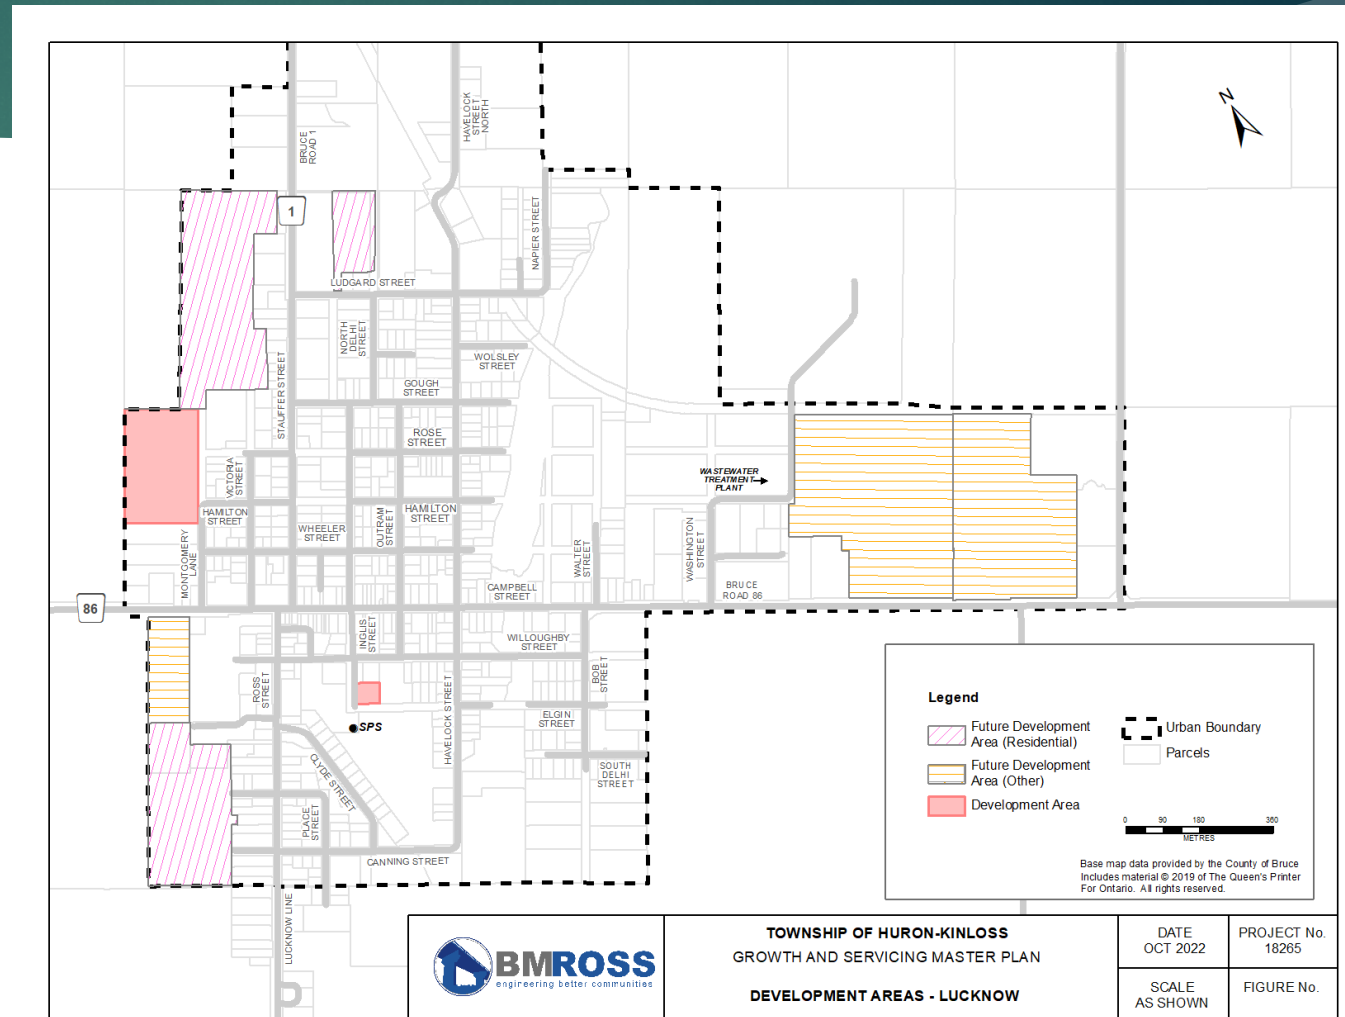 N
BRUCE
ROAD 1
HAVELOCK
STREET
NORTH
1
NAPIER STREET
LUDGARD STREET
NORTH
DELHI
STREET
WOLSLEY
STREET
STAUFFER STREET
GOUGH
STREET
ROSE
STREET
VICTORIA
STREET
WASTEWATER
TREATMENT
PLANT
HAMILTON
STREET
WHEELER
STREET
OUTRAM
STREET
HAMILTON
STREET
MONTGOMERY
LANE
WALTER
STREET
WASHINGTON
STREET
CAMPBELL
STREET
BRUCE
ROAD 86
86
INGLIS
STREET
WILLOUGHBY
STREET
ROSS
STREET
BOB
STREET
HAVELOCK STREET
ELGIN
STREET
SPS
CLYDE STREET
SOUTH
DELHI
STREET
PLACE
STREET
CANNING STREET
LUCKNOW LINE
Legend
Future Development
Area (Residential)
Future Development
Area (Other)
Development Area
Urban Boundary
Parcels
0 90 180 360
METRES
Base map data provided by the County of Bruce
Includes material © 2019 of The Queen's Printer
For Ontario. All rights reserved.
BMROSS
engineering better communities
TOWNSHIP OF HURON-KINLOSS
GROWTH AND SERVICING MASTER PLAN
DEVELOPMENT AREAS - LUCKNOW
DATE
OCT 2022
PROJECT No.
18265
SCALE
AS SHOWN
FIGURE No.